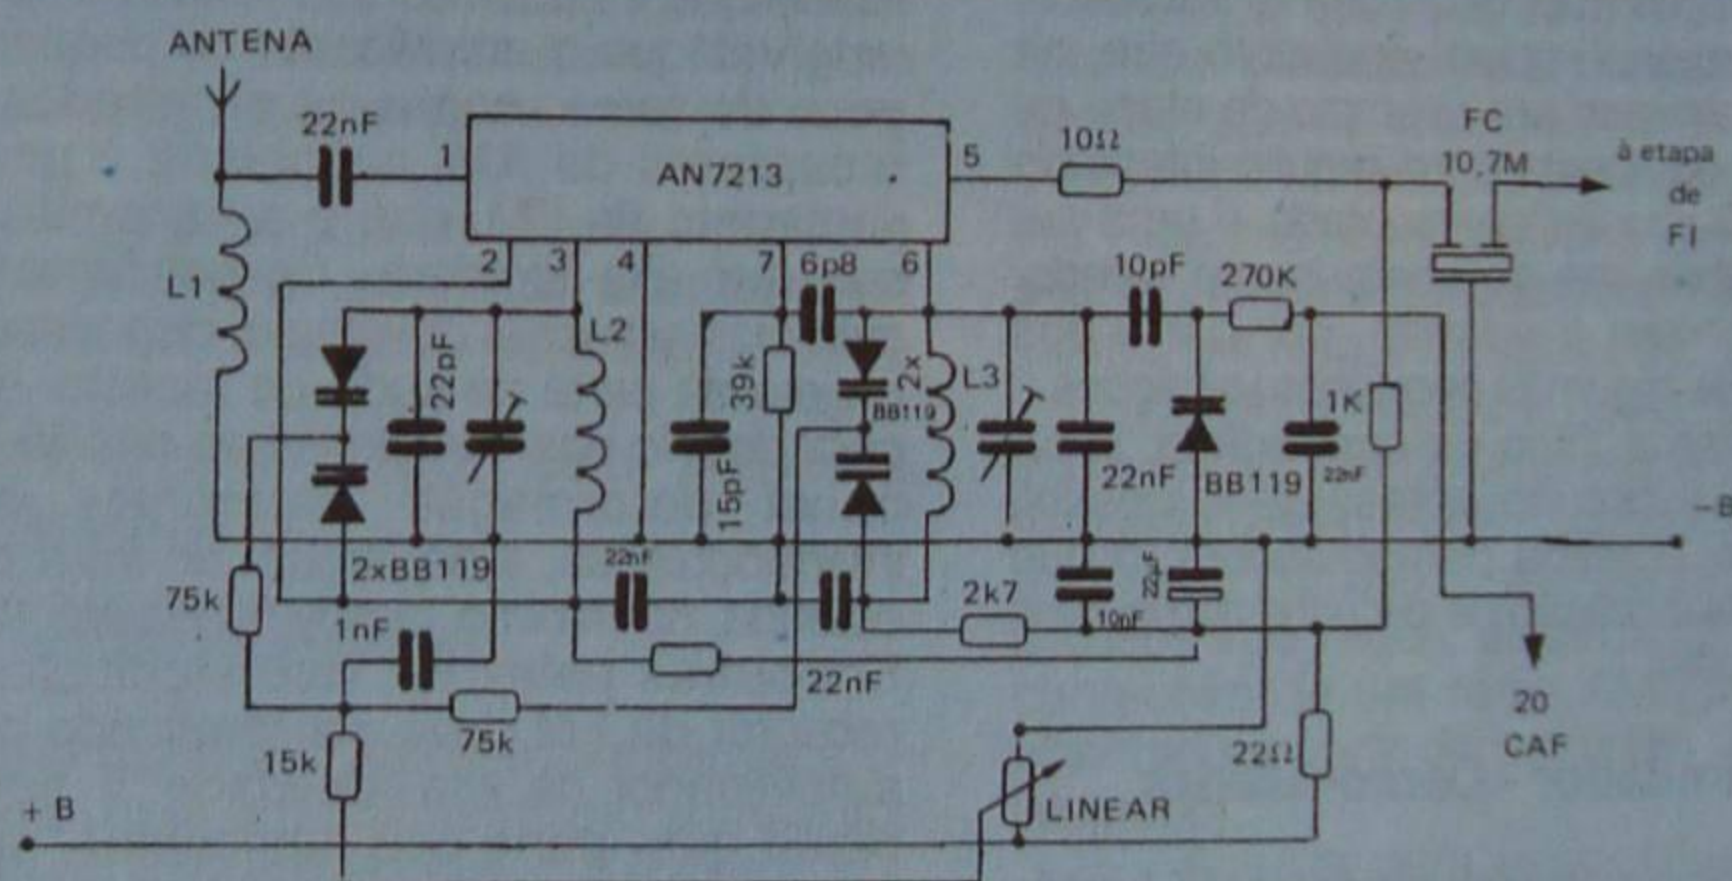 ANTENA
22nF
1
AN7213
5
10Ω
FC
10,7M
à etapa
de
FI
L1
2
3
4
7
6p8
6
10pF
270K
L2
22pF
39k
2x
BB119
L3
15pF
22nF
BB119
22nF
1K
-B
2xBB119
22nF
75k
1nF
2k7
10nF
22µF
22nF
75k
15k
20
CAF
22Ω
LINEAR
+ B